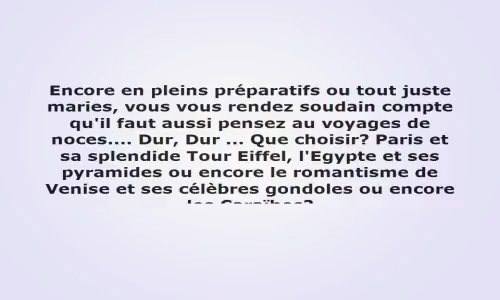 Encore en pleins préparatifs ou tout juste
maries, vous vous rendez soudain compte
qu'il faut aussi pensez au voyages de
noces.... Dur, Dur ... Que choisir? Paris et
sa splendide Tour Eiffel, l'Egypte et ses
pyramides ou encore le romantisme de
Venise et ses célèbres gondoles ou encore
les Caraïbes?